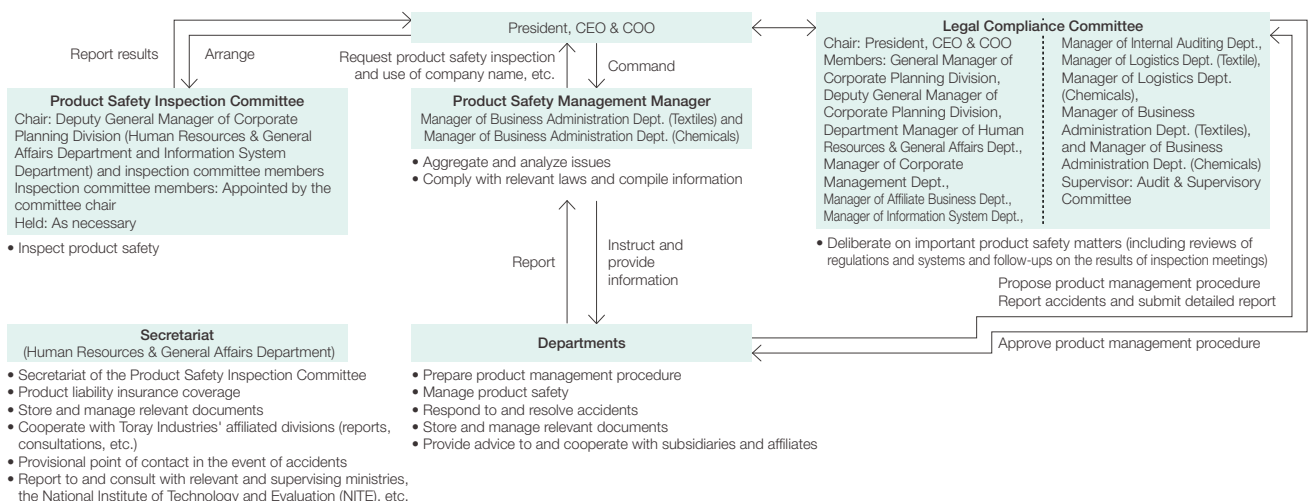 President, CEO & COO
Report results
Arrange
Request product safety inspection
and use of company name, etc.
Command
Product Safety Inspection Committee
Chair: Deputy General Manager of Corporate
Planning Division (Human Resources & General
Affairs Department and Information System
Department) and inspection committee members
Inspection committee members: Appointed by the
committee chair
Held: As necessary
• Inspect product safety
Product Safety Management Manager
Manager of Business Administration Dept. (Textiles) and
Manager of Business Administration Dept. (Chemicals)
• Aggregate and analyze issues
• Comply with relevant laws and compile information
Legal Compliance Committee
Chair: President, CEO & COO
Members: General Manager of
Corporate Planning Division,
Deputy General Manager of
Corporate Planning Division,
Department Manager of Human
Resources & General Affairs Dept.,
Manager of Corporate
Management Dept.,
Manager of Affiliate Business Dept.,
Manager of Information System Dept.,
Manager of Internal Auditing Dept.,
Manager of Logistics Dept. (Textile),
Manager of Logistics Dept.
(Chemicals),
Manager of Business
Administration Dept. (Textiles),
and Manager of Business
Administration Dept. (Chemicals)
Supervisor: Audit & Supervisory
Committee
• Deliberate on important product safety matters (including reviews of
regulations and systems and follow-ups on the results of inspection meetings)
Report
Instruct and
provide
information
Propose product management procedure
Report accidents and submit detailed report
Approve product management procedure
Secretariat
(Human Resources & General Affairs Department)
• Secretariat of the Product Safety Inspection Committee
• Product liability insurance coverage
• Store and manage relevant documents
• Cooperate with Toray Industries' affiliated divisions (reports,
consultations, etc.)
• Provisional point of contact in the event of accidents
• Report to and consult with relevant and supervising ministries,
the National Institute of Technology and Evaluation (NITE), etc.
Departments
• Prepare product management procedure
• Manage product safety
• Respond to and resolve accidents
• Store and manage relevant documents
• Provide advice to and cooperate with subsidiaries and affiliates